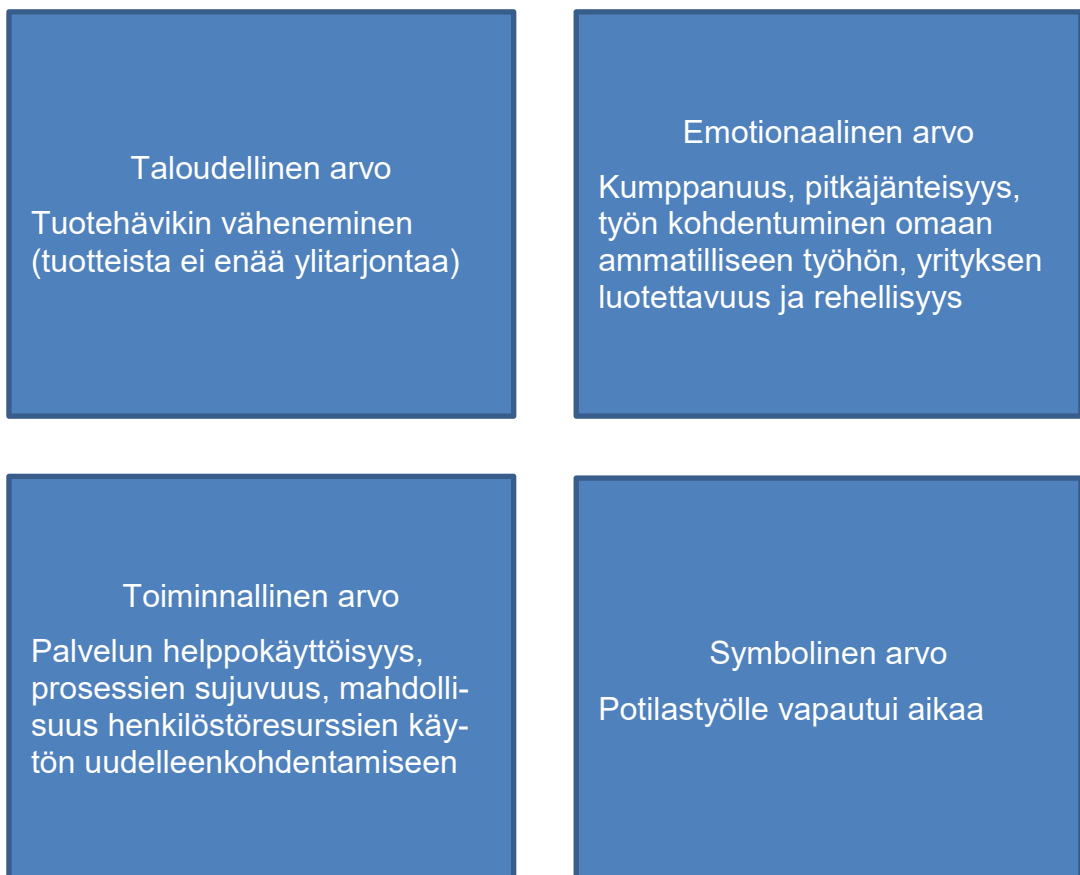 Taloudellinen arvo
Tuotehävikin väheneminen
(tuotteista ei enää ylitarjontaa)
Emotionaalinen arvo
Kumppanuus, pitkäjänteisyys,
työn kohdentuminen omaan
ammatilliseen työhön, yrityksen
luotettavuus ja rehellisyys
Toiminnallinen arvo
Palvelun helppokäyttöisyys,
prosessien sujuvuus, mahdolli-
suus henkilöstöresurssien käy-
tön uudelleenkohdentamiseen
Symbolinen arvo
Potilastyölle vapautui aikaa